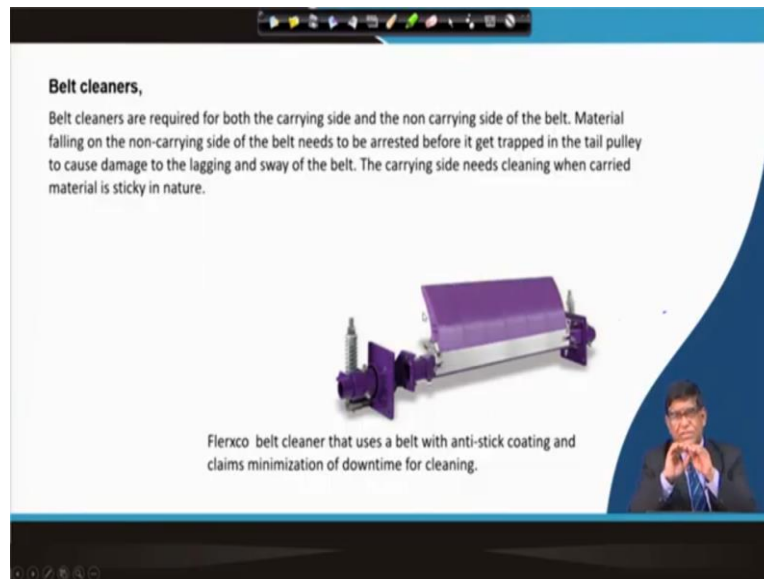 Belt cleaners,
Belt cleaners are required for both the carrying side and the non carrying side of the belt. Material
falling on the non-carrying side of the belt needs to be arrested before it get trapped in the tail pulley
to cause damage to the lagging and sway of the belt. The carrying side needs cleaning when carried
material is sticky in nature.
Flerxco belt cleaner that uses a belt with anti-stick coating and
claims minimization of downtime for cleaning.